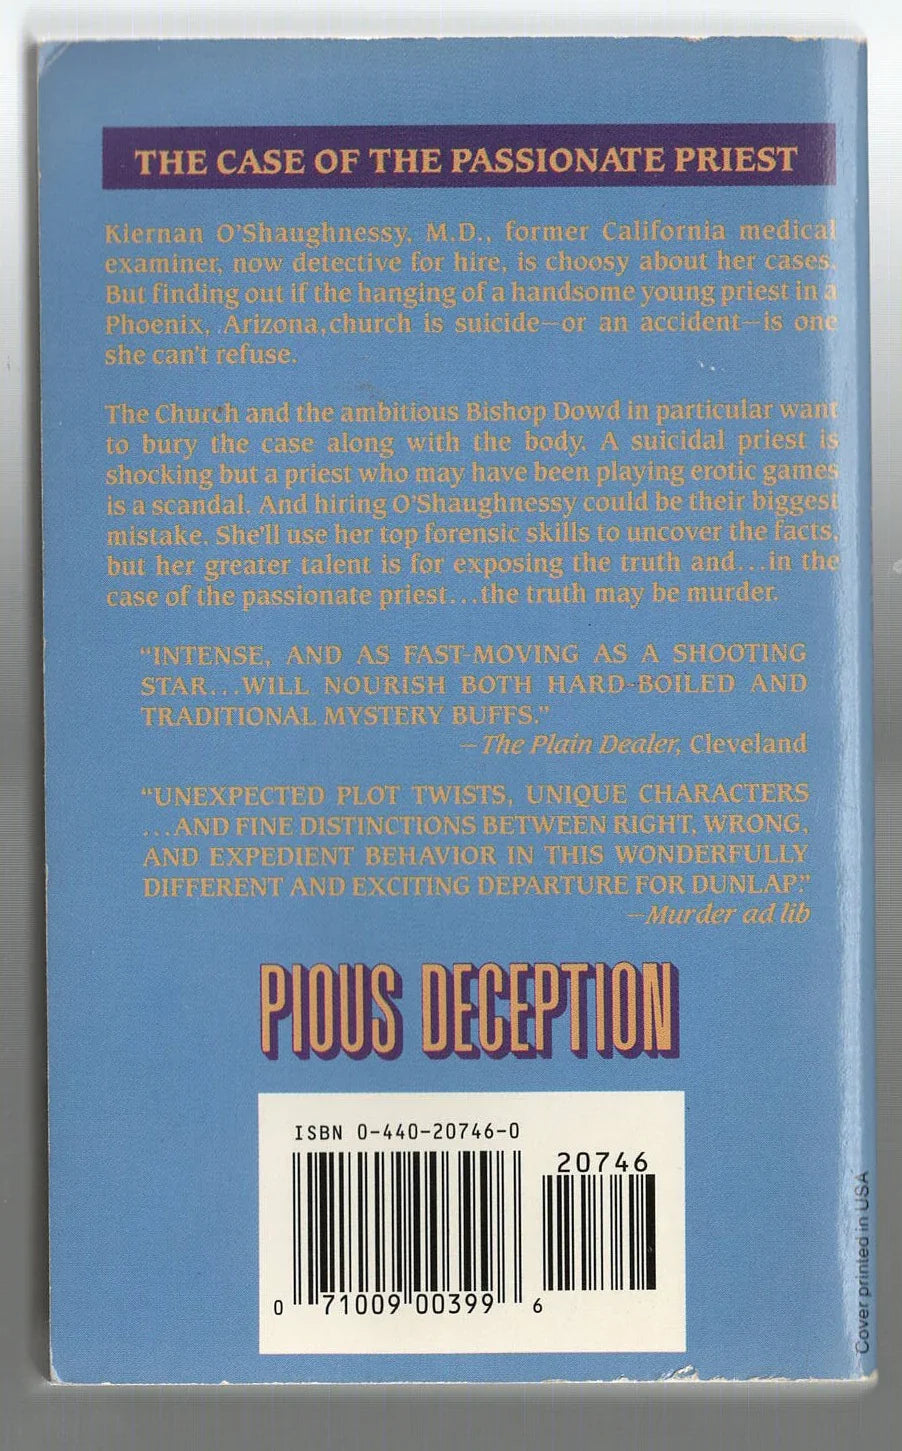 THE CASE OF THE PASSIONATE PRIEST
Kiernan O'Shaughnessy, M.D., former California medical
examiner, now detective for hire, is choosy about her cases.
But finding out if the hanging of a handsome young priest in a
Phoenix, Arizona, church is suicide—or an accident—is one
she can't refuse.
The Church and the ambitious Bishop Dowd in particular want
to bury the case along with the body. A suicidal priest is
shocking but a priest who may have been playing erotic games
is a scandal. And hiring O'Shaughnessy could be their biggest
mistake. She'll use her top forensic skills to uncover the facts,
but her greater talent is for exposing the truth and...in the
case of the passionate priest...the truth may be murder.
"INTENSE, AND AS FAST-MOVING AS A SHOOTING
STAR...WILL NOURISH BOTH HARD-BOILED AND
TRADITIONAL MYSTERY BUFFS."
—The Plain Dealer, Cleveland
"UNEXPECTED PLOT TWISTS, UNIQUE CHARACTERS
...AND FINE DISTINCTIONS BETWEEN RIGHT, WRONG,
AND EXPEDIENT BEHAVIOR IN THIS WONDERFULLY
DIFFERENT AND EXCITING DEPARTURE FOR DUNLAP."
—Murder ad lib
PIOUS DECEPTION
ISBN 0-440-20746-0
20746
0 71009 00399 6
Cover printed in USA